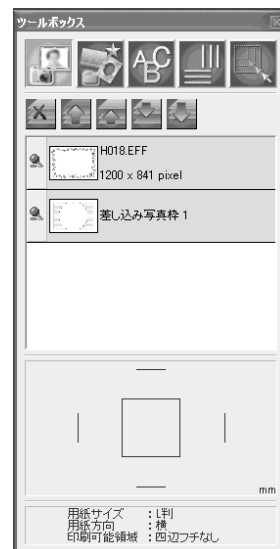 ツールボックス
ABC
H018.EFF
1200 x 841 pixel
差し込み写真枠 1
mm
用紙サイズ : L判
用紙方向 : 横
印刷可能領域 : 四辺フチなし